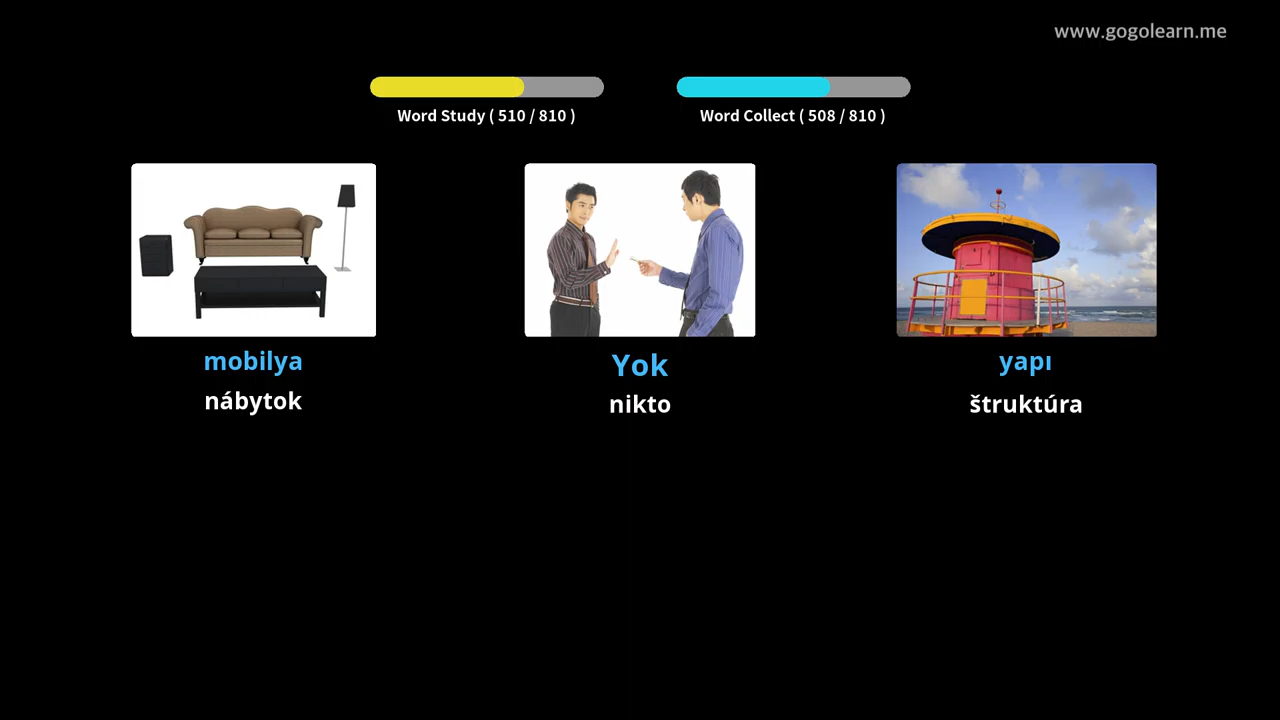 www.gogolearn.me
Word Study ( 510 / 810 )
Word Collect ( 508 / 810 )
mobilya
Yok
yapı
nábytok
nikto
štruktúra